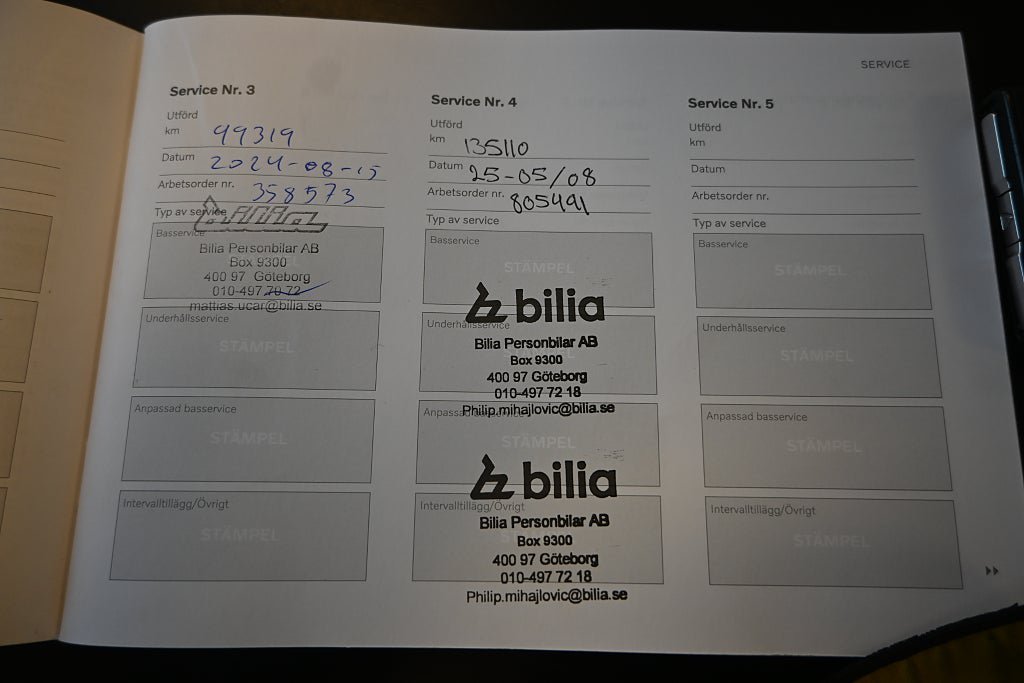 SERVICE
Service Nr. 3
Utförd
km 99319
Datum 2024-08-15
Arbetsorder nr. 358573
Typ av service
Bilia
Basservice
Bilia Personbilar AB
Box 9300
400 97 Göteborg
010-497 70 72
mattias.ucar@bilia.se
Underhållsservice
STÄMPEL
Anpassad basservice
STÄMPEL
Intervalltillägg/Övrigt
STÄMPEL
Service Nr. 4
Utförd
km 135110
Datum 25-05/08
Arbetsorder nr. 805491
Typ av service
Basservice
STÄMPEL
bilia
Underhållsservice
Bilia Personbilar AB
Box 9300
400 97 Göteborg
010-497 72 18
Philip.mihajlovic@bilia.se
Anpassad basservice
STÄMPEL
bilia
Intervalltillägg/Övrigt
Bilia Personbilar AB
Box 9300
400 97 Göteborg
010-497 72 18
Philip.mihajlovic@bilia.se
Service Nr. 5
Utförd
km
Datum
Arbetsorder nr.
Typ av service
Basservice
STÄMPEL
Underhållsservice
STÄMPEL
Anpassad basservice
STÄMPEL
Intervalltillägg/Övrigt
STÄMPEL